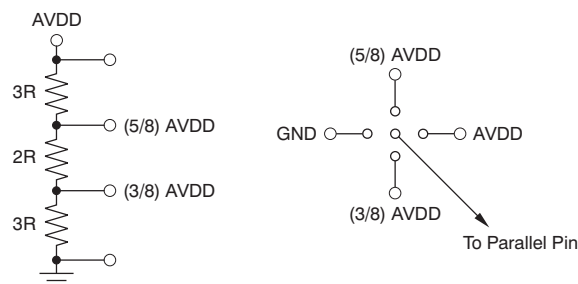 AVDD
3R
(5/8) AVDD
2R
(3/8) AVDD
3R
(5/8) AVDD
GND
AVDD
(3/8) AVDD
To Parallel Pin